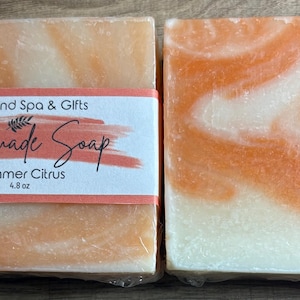 nd Spa & GIfts
made Soap
mmer Citrus
4.8 oz